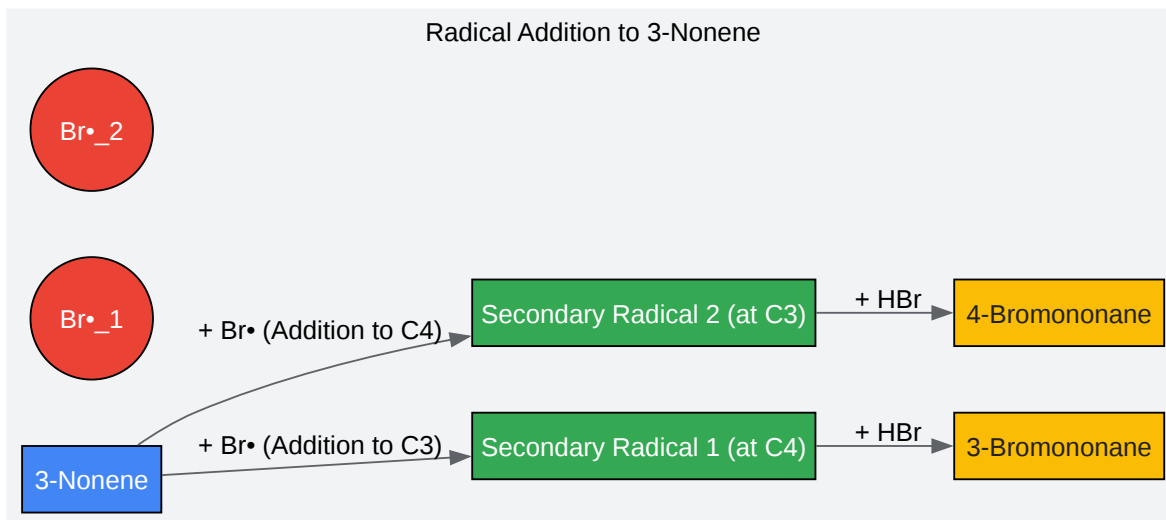 Radical Addition to 3-Nonene
Br•_2
Br•_1
+ Br• (Addition to C4)
Secondary Radical 2 (at C3)
+ HBr
4-Bromononane
3-Nonene
+ Br• (Addition to C3)
Secondary Radical 1 (at C4)
+ HBr
3-Bromononane